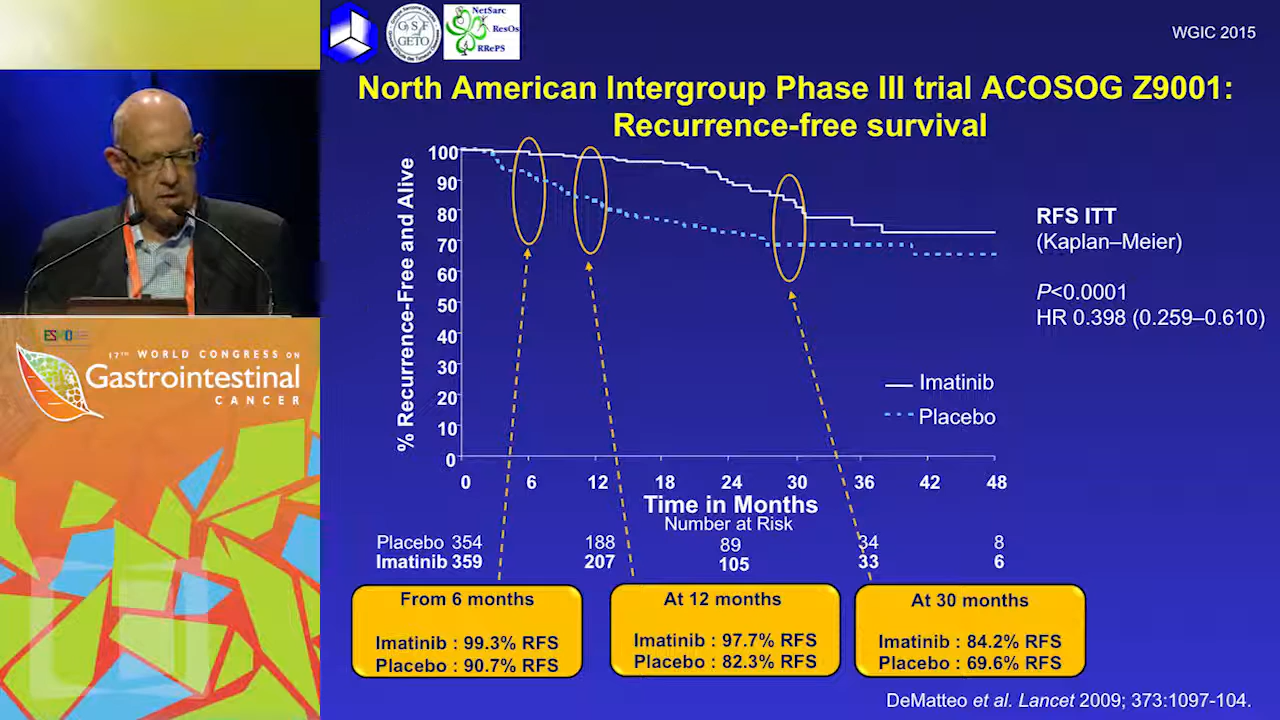 NetSarc
ResOs
RRePS
GSF
GETO
WGIC 2015
North American Intergroup Phase III trial ACOSOG Z9001:
Recurrence-free survival
% Recurrence-Free and Alive
100
90
80
70
60
50
40
30
20
10
0
0 6 12 18 24 30 36 42 48
Time in Months
RFS ITT
(Kaplan–Meier)
P<0.0001
HR 0.398 (0.259–0.610)
Imatinib
Placebo
Number at Risk
Placebo 354 188 89 34 8
Imatinib 359 207 105 33 6
From 6 months
Imatinib : 99.3% RFS
Placebo : 90.7% RFS
At 12 months
Imatinib : 97.7% RFS
Placebo : 82.3% RFS
At 30 months
Imatinib : 84.2% RFS
Placebo : 69.6% RFS
DeMatteo et al. Lancet 2009; 373:1097-104.
ESMO
17TH WORLD CONGRESS ON
Gastrointestinal
CANCER